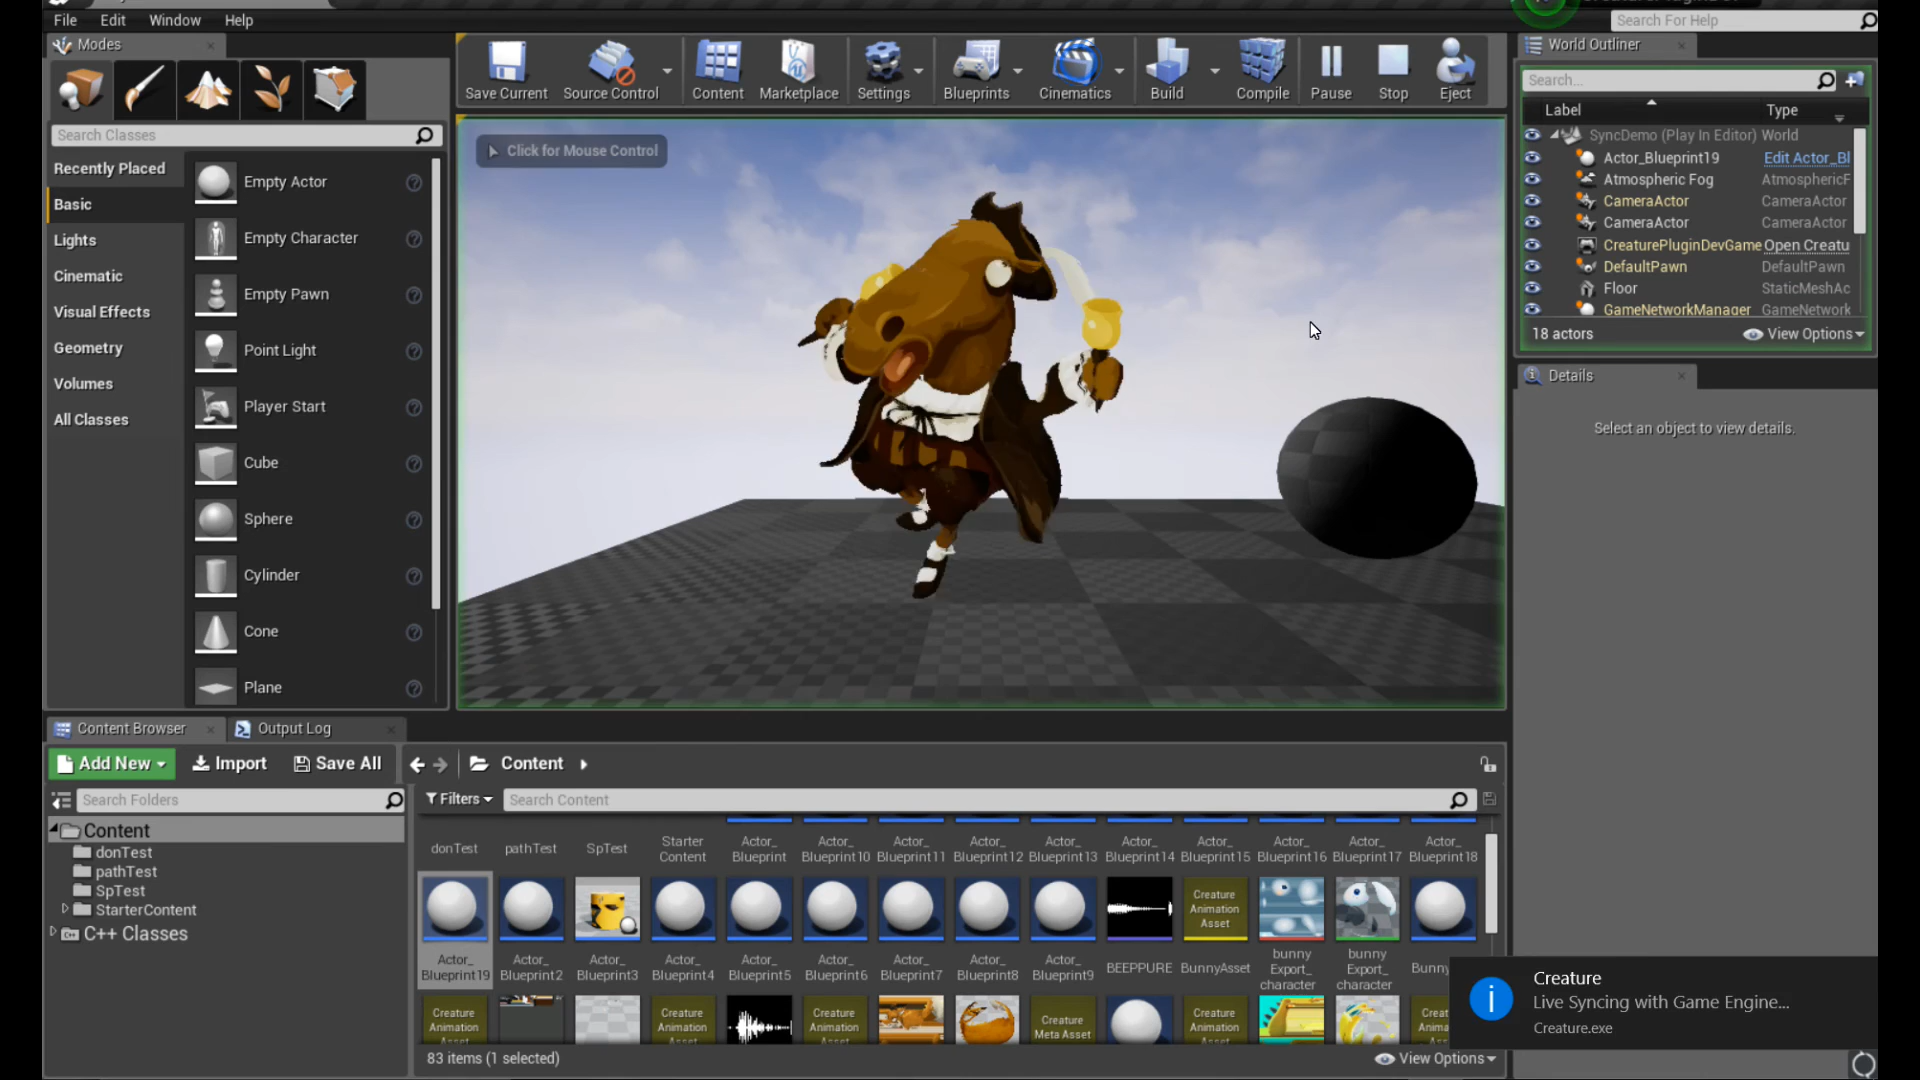 File Edit Window Help
Search For Help
Modes
Save Current Source Control Content Marketplace Settings Blueprints Cinematics Build Compile Pause Stop Eject
World Outliner
Search...
Label Type
SyncDemo (Play In Editor) World
Actor_Blueprint19 Edit Actor_Bl
Atmospheric Fog AtmosphericF
CameraActor CameraActor
CameraActor CameraActor
CreaturePluginDevGame Open Creatu
DefaultPawn DefaultPawn
Floor StaticMeshAc
GameNetworkManager GameNetwork
18 actors View Options
Details
Select an object to view details.
Search Classes
Recently Placed
Basic
Lights
Cinematic
Visual Effects
Geometry
Volumes
All Classes
Empty Actor
Empty Character
Empty Pawn
Point Light
Player Start
Cube
Sphere
Cylinder
Cone
Plane
Click for Mouse Control
Content Browser Output Log
Add New Import Save All Content
Search Folders
Filters Search Content
Content
donTest
pathTest
SpTest
StarterContent
C++ Classes
donTest pathTest SpTest Starter Content Actor_ Blueprint Actor_ Blueprint10 Actor_ Blueprint11 Actor_ Blueprint12 Actor_ Blueprint13 Actor_ Blueprint14 Actor_ Blueprint15 Actor_ Blueprint16 Actor_ Blueprint17 Actor_ Blueprint18
Creature Animation Asset
Actor_ Blueprint19 Actor_ Blueprint2 Actor_ Blueprint3 Actor_ Blueprint4 Actor_ Blueprint5 Actor_ Blueprint6 Actor_ Blueprint7 Actor_ Blueprint8 Actor_ Blueprint9 BEEPPURE BunnyAsset bunny Export_ character bunny Export_ character Bunny
Creature Animation Asset Creature Animation Asset Creature Animation Asset Creature Meta Asset Creature Animation Asset Creat Anima
83 items (1 selected) View Options
Creature
Live Syncing with Game Engine...
Creature.exe